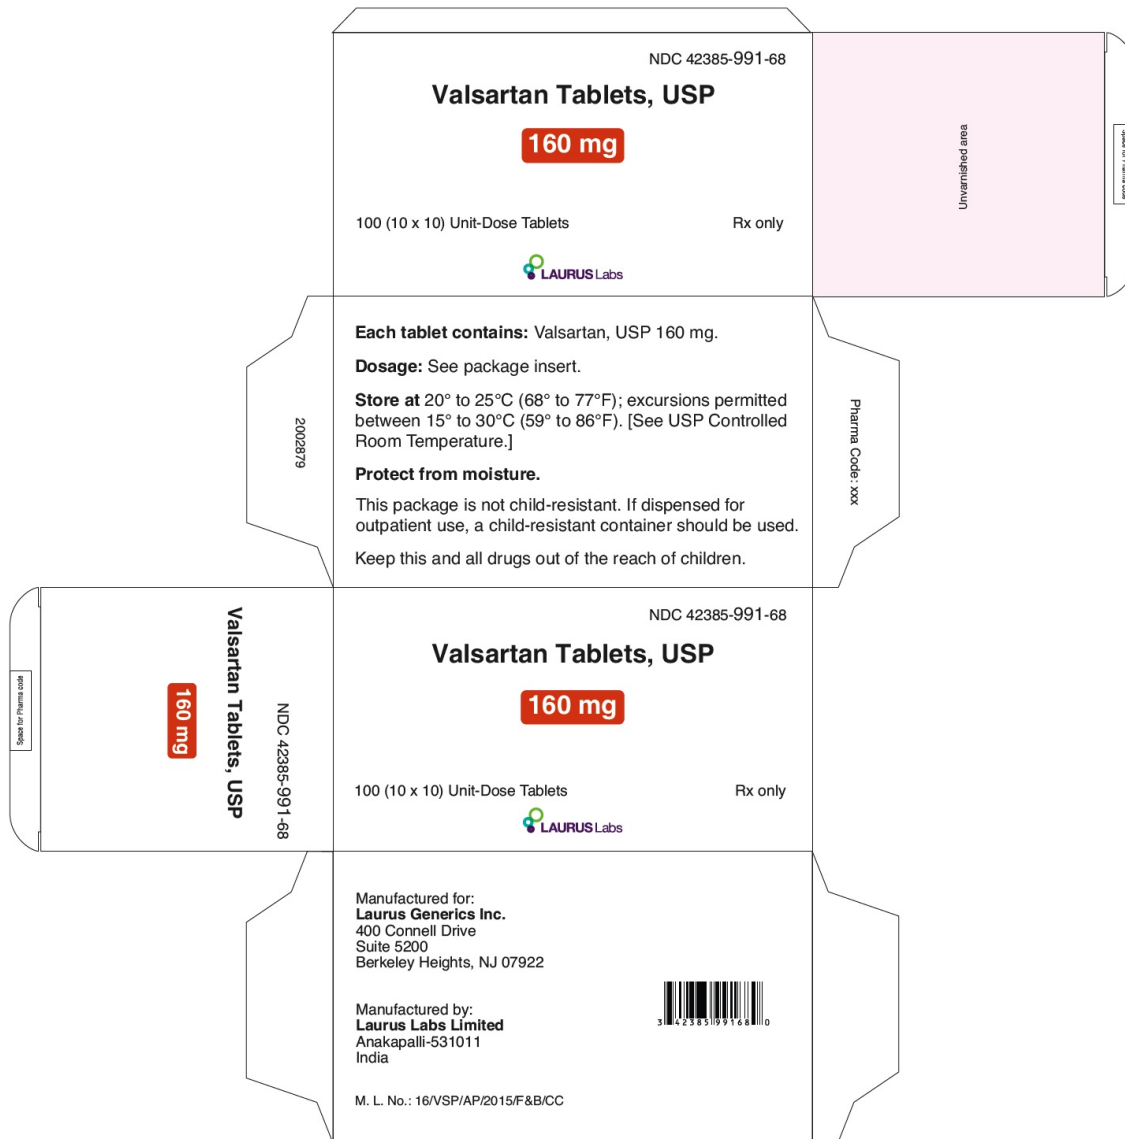 NDC 42385-991-68
Valsartan Tablets, USP
160 mg
100 (10 x 10) Unit-Dose Tablets
Rx only
LAURUS Labs
Unvarnished area
Space for Pharma code
Each tablet contains: Valsartan, USP 160 mg.
Dosage: See package insert.
Store at 20° to 25°C (68° to 77°F); excursions permitted
between 15° to 30°C (59° to 86°F). [See USP Controlled
Room Temperature.]
Protect from moisture.
This package is not child-resistant. If dispensed for
outpatient use, a child-resistant container should be used.
Keep this and all drugs out of the reach of children.
2002879
Pharma Code: xxx
NDC 42385-991-68
Valsartan Tablets, USP
160 mg
100 (10 x 10) Unit-Dose Tablets
Rx only
LAURUS Labs
NDC 42385-991-68
Valsartan Tablets, USP
160 mg
Space for Pharma code
Manufactured for:
Laurus Generics Inc.
400 Connell Drive
Suite 5200
Berkeley Heights, NJ 07922
Manufactured by:
Laurus Labs Limited
Anakapalli-531011
India
M. L. No.: 16/VSP/AP/2015/F&B/CC
3 42385 99168 0